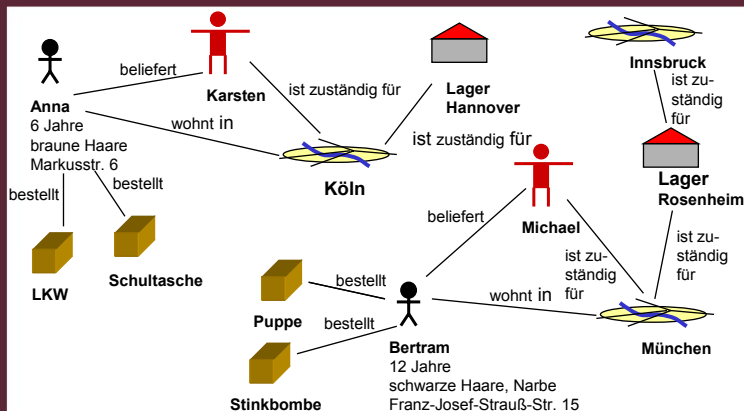 Anna
6 Jahre
braune Haare
Markusstr. 6
beliefert
Karsten
ist zuständig für
Lager
Hannover
wohnt in
Köln
ist zuständig für
Innsbruck
ist zu-
ständig
für
Lager
Rosenheim
bestellt
bestellt
LKW
Schultasche
beliefert
Michael
ist zu-
ständig
für
ist zu-
ständig
für
bestellt
Puppe
bestellt
Stinkbombe
wohnt in
München
Bertram
12 Jahre
schwarze Haare, Narbe
Franz-Josef-Strauß-Str. 15